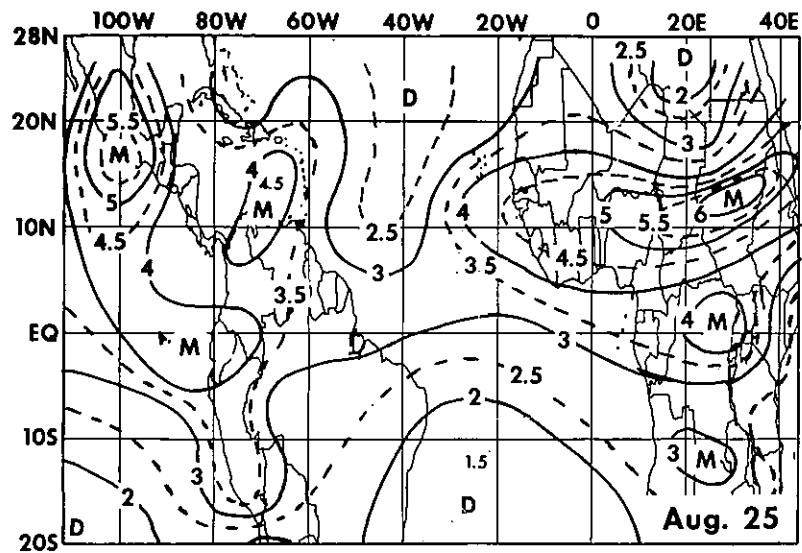 100W 80W 60W 40W 20W 0 20E 40E
28N
2.5 D
D 2
5.5 20N
3
M 4 4.5
M 5 M
5 4 5.5 6
10N
4.5 2.5 4.5
4 3 3.5
3.5
4 M
EQ M 3
2.5
2
10S
3 1.5 3 M
2 D
D Aug. 25
20S